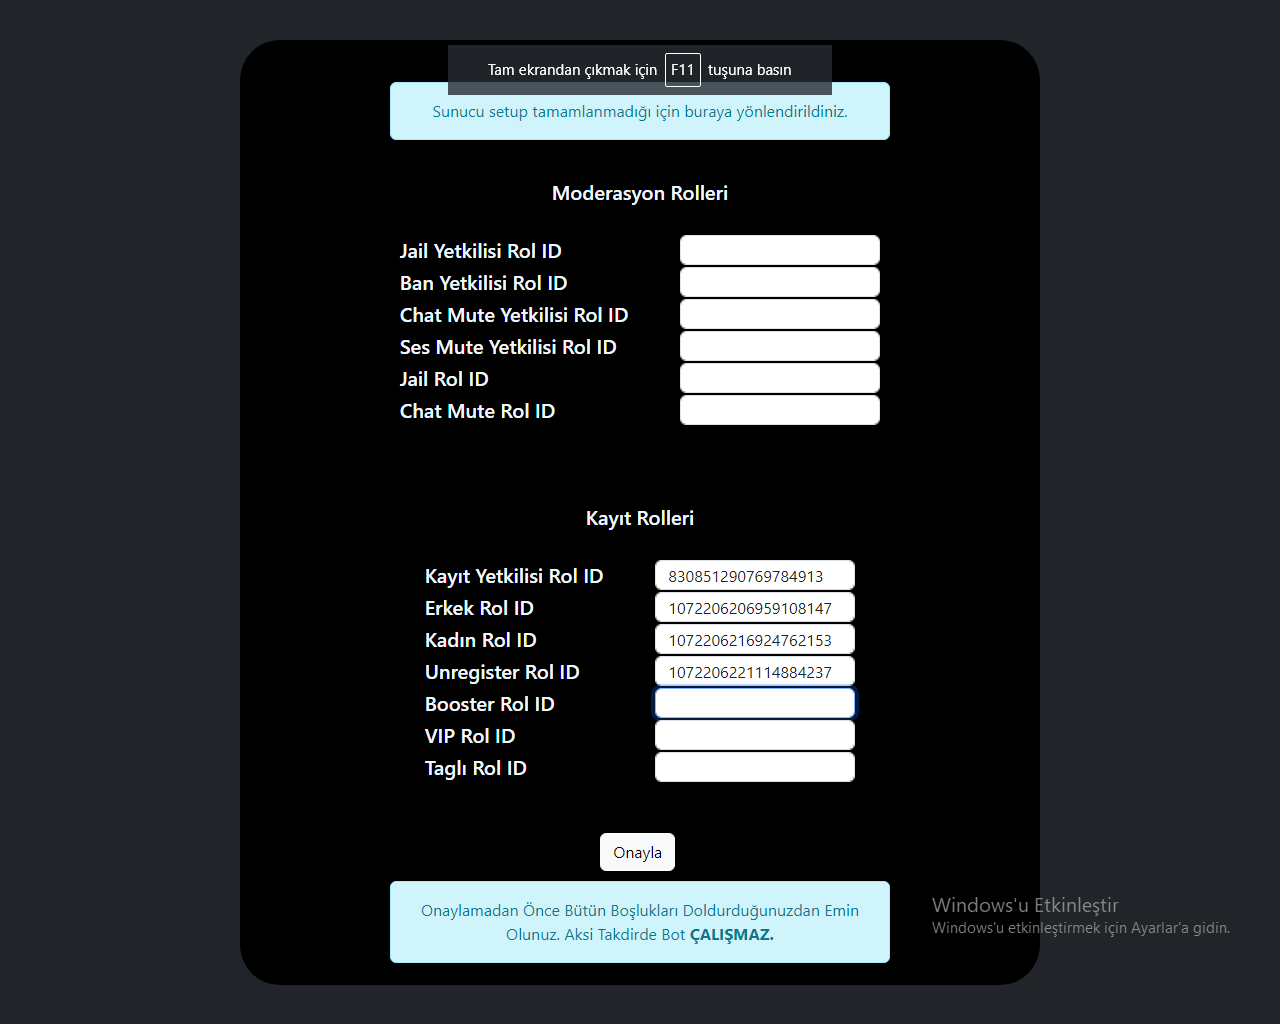 Tam ekrandan çıkmak için F11 tuşuna basın
Sunucu setup tamamlanmadığı için buraya yönlendirildiniz.
Moderasyon Rolleri
Jail Yetkilisi Rol ID
Ban Yetkilisi Rol ID
Chat Mute Yetkilisi Rol ID
Ses Mute Yetkilisi Rol ID
Jail Rol ID
Chat Mute Rol ID
Kayıt Rolleri
Kayıt Yetkilisi Rol ID 830851290769784913
Erkek Rol ID 1072206206959108147
Kadın Rol ID 1072206216924762153
Unregister Rol ID 1072206221114884237
Booster Rol ID
VIP Rol ID
Taglı Rol ID
Onayla
Onaylamadan Önce Bütün Boşlukları Doldurduğunuzdan Emin
Olunuz. Aksi Takdirde Bot ÇALIŞMAZ.
Windows'u Etkinleştir
Windows'u etkinleştirmek için Ayarlar'a gidin.